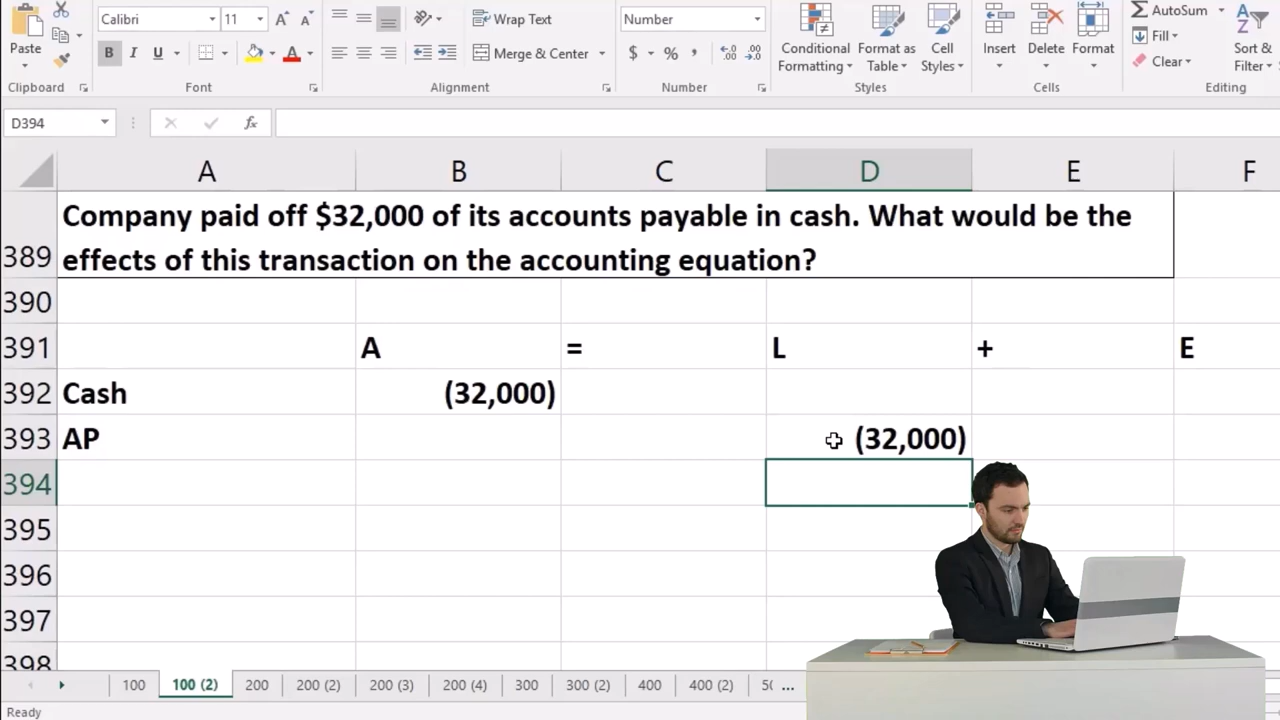 Calibri 11 Wrap Text Number AutoSum
Paste B I U Merge & Center $ % , Conditional Formatting Format as Table Cell Styles Insert Delete Format Fill Clear Sort & Filter
Clipboard Font Alignment Number Styles Cells Editing
D394 fx
A B C D E F
389 Company paid off $32,000 of its accounts payable in cash. What would be the
effects of this transaction on the accounting equation?
390
391 A = L + E
392 Cash (32,000)
393 AP (32,000)
394
395
396
397
398
100 100 (2) 200 200 (2) 200 (3) 200 (4) 300 300 (2) 400 400 (2) ...
Ready